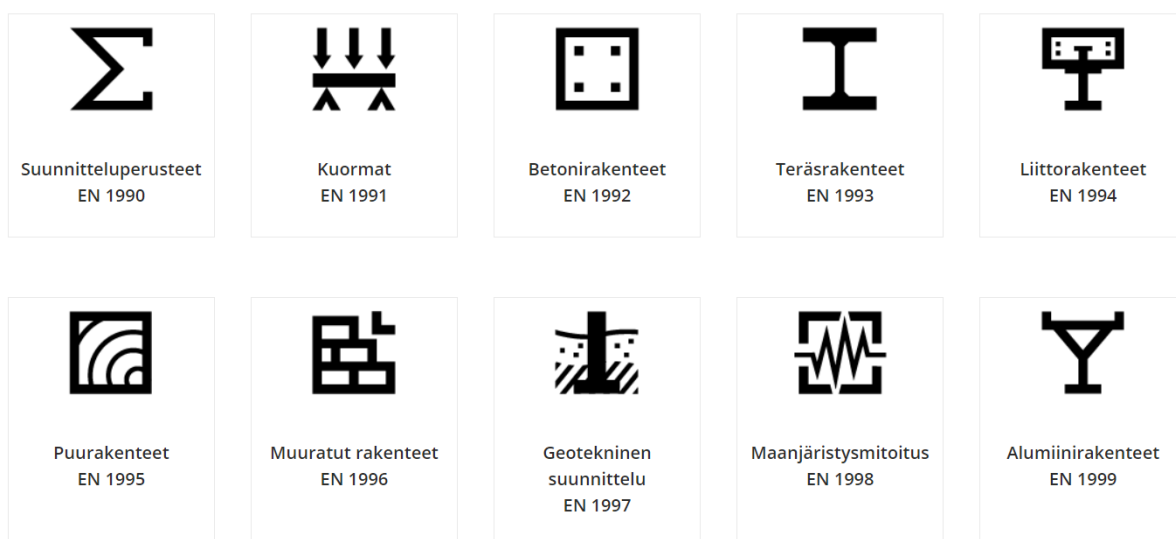 Suunnitteluperusteet
EN 1990
Kuormat
EN 1991
Betonirakenteet
EN 1992
Teräsrakenteet
EN 1993
Liittorakenteet
EN 1994
Puurakenteet
EN 1995
Muuratut rakenteet
EN 1996
Geotekninen
suunnittelu
EN 1997
Maanjäristysmitoitus
EN 1998
Alumiinirakenteet
EN 1999